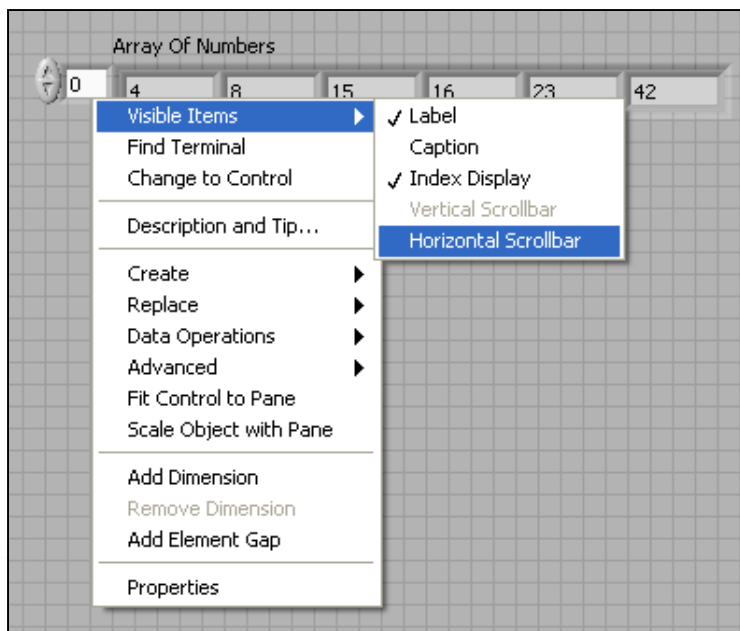 Array Of Numbers
0 4 8 15 16 23 42
Visible Items
Find Terminal
Change to Control
Description and Tip...
Create
Replace
Data Operations
Advanced
Fit Control to Pane
Scale Object with Pane
Add Dimension
Remove Dimension
Add Element Gap
Properties
Label
Caption
Index Display
Vertical Scrollbar
Horizontal Scrollbar